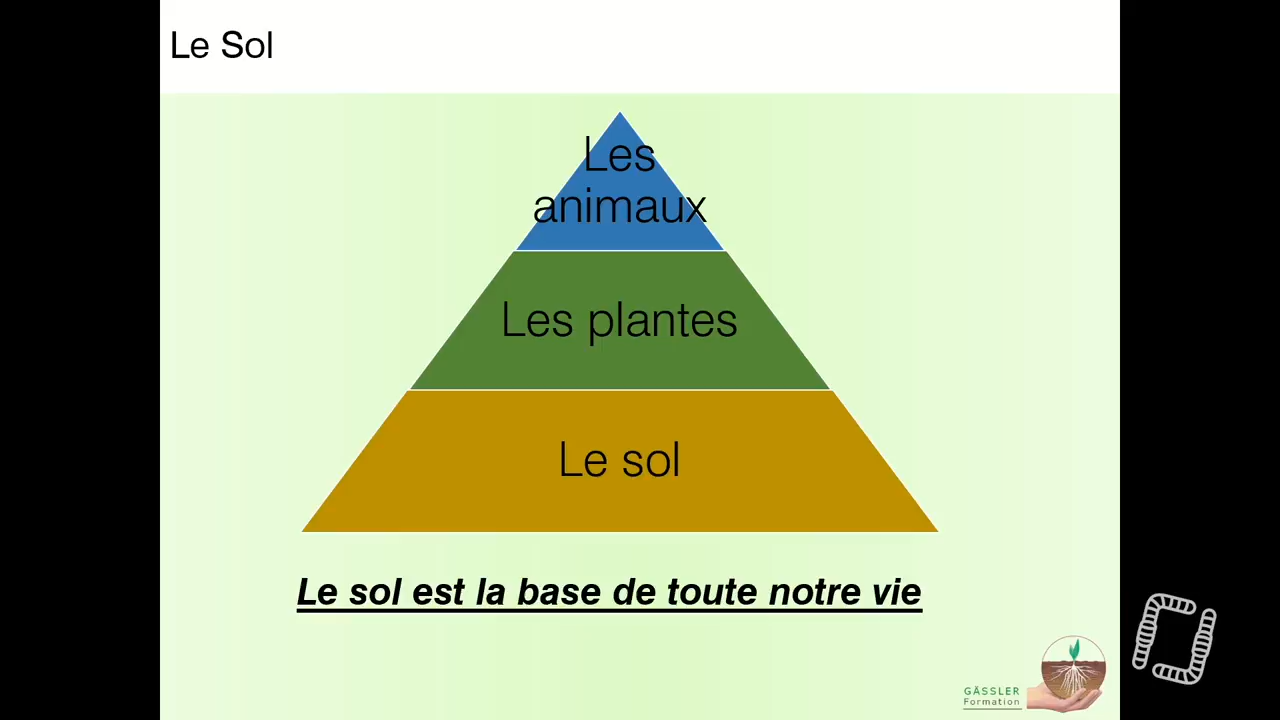 Le Sol
Les
animaux
Les plantes
Le sol
Le sol est la base de toute notre vie
GÄSSLER
Formation